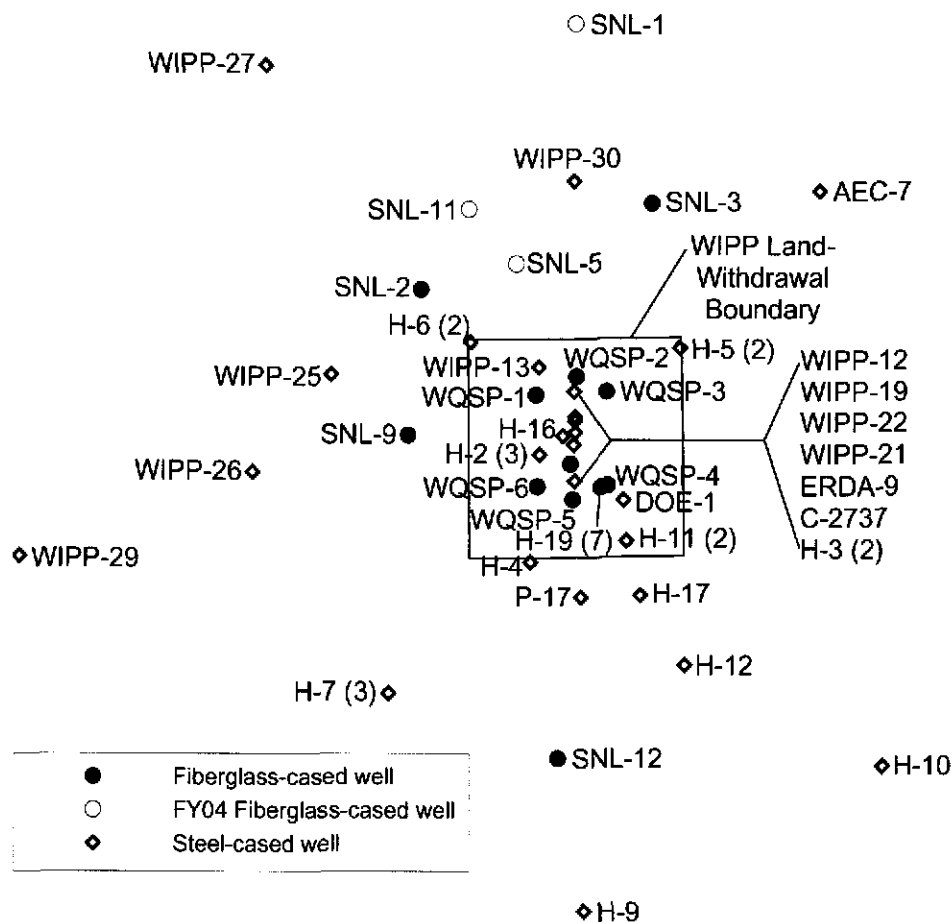 SNL-1
WIPP-27
WIPP-30
SNL-11
SNL-3
AEC-7
SNL-5
WIPP Land-
Withdrawal
Boundary
SNL-2
H-6 (2)
WQSP-2
H-5 (2)
WIPP-25
WIPP-13
WQSP-1
WQSP-3
WIPP-12
WIPP-19
WIPP-22
WIPP-21
ERDA-9
C-2737
H-3 (2)
SNL-9
H-16
H-2 (3)
WIPP-26
WQSP-6
WQSP-4
DOE-1
WQSP-5
H-19 (7)
H-11 (2)
WIPP-29
H-4
P-17
H-17
H-12
H-7 (3)
SNL-12
H-10
Fiberglass-cased well
FY04 Fiberglass-cased well
Steel-cased well
H-9